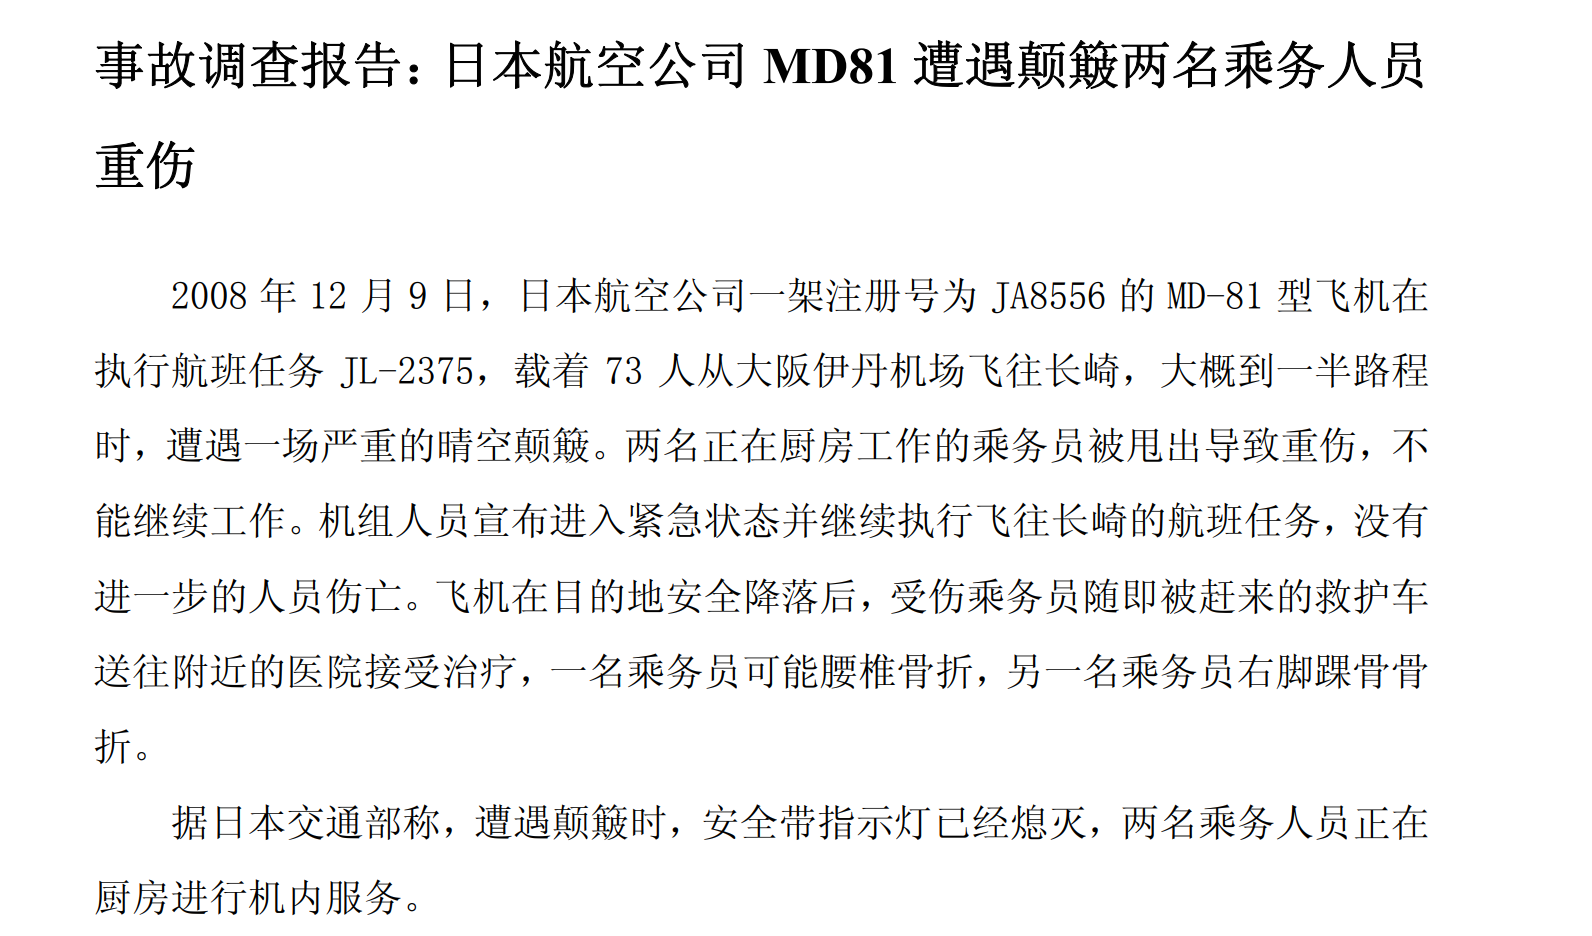 事故调查报告：日本航空公司 MD81 遭遇颠簸两名乘务人员
重伤
2008 年 12 月 9 日，日本航空公司一架注册号为 JA8556 的 MD-81 型飞机在
执行航班任务 JL-2375，载着 73 人从大阪伊丹机场飞往长崎，大概到一半路程
时，遭遇一场严重的晴空颠簸。两名正在厨房工作的乘务员被甩出导致重伤，不
能继续工作。机组人员宣布进入紧急状态并继续执行飞往长崎的航班任务，没有
进一步的人员伤亡。飞机在目的地安全降落后，受伤乘务员随即被赶来的救护车
送往附近的医院接受治疗，一名乘务员可能腰椎骨折，另一名乘务员右脚踝骨骨
折。
据日本交通部称，遭遇颠簸时，安全带指示灯已经熄灭，两名乘务人员正在
厨房进行机内服务。